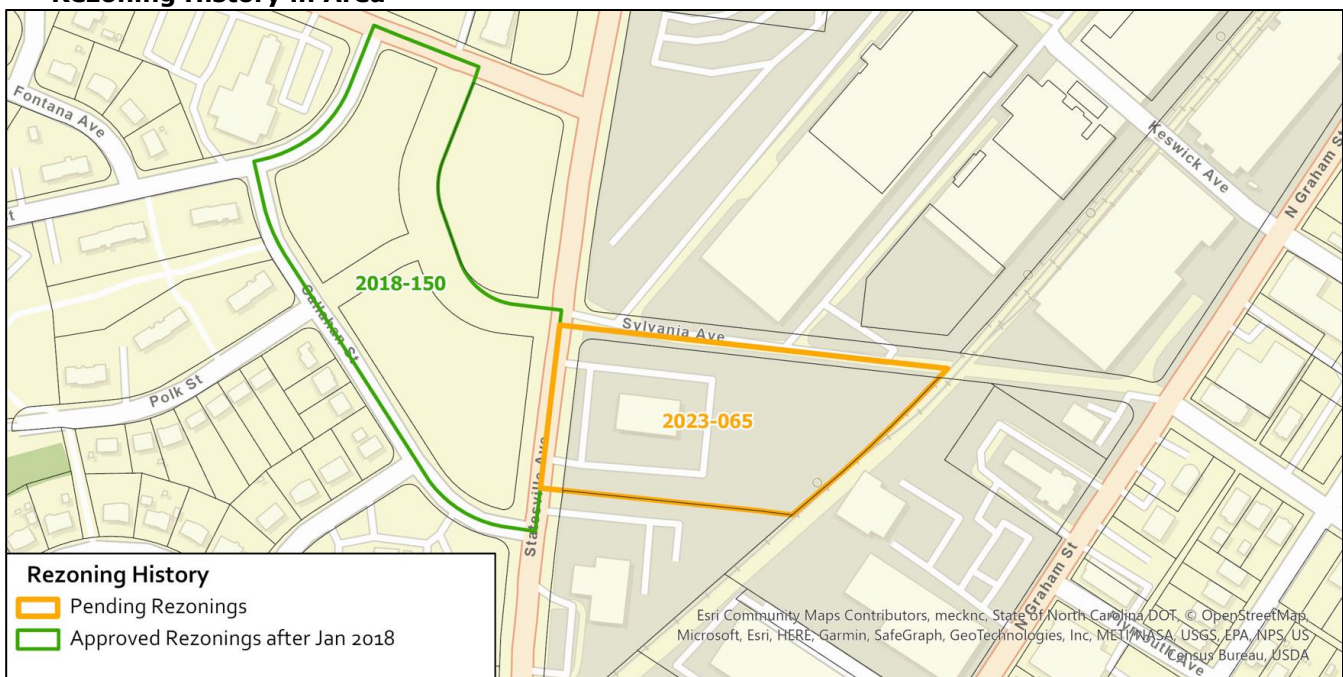 Rezoning History in Area
Fontana Ave
Keswick Ave
N Graham St
2018-150
Callahan St
Sylvania Ave
Polk St
2023-065
Statesville Ave
N Graham St
Plymouth Ave
Rezoning History
Pending Rezonings
Approved Rezonings after Jan 2018
Esri Community Maps Contributors, mecknc, State of North Carolina DOT, © OpenStreetMap,
Microsoft, Esri, HERE, Garmin, SafeGraph, GeoTechnologies, Inc, METI/NASA, USGS, EPA, NPS, US
Census Bureau, USDA